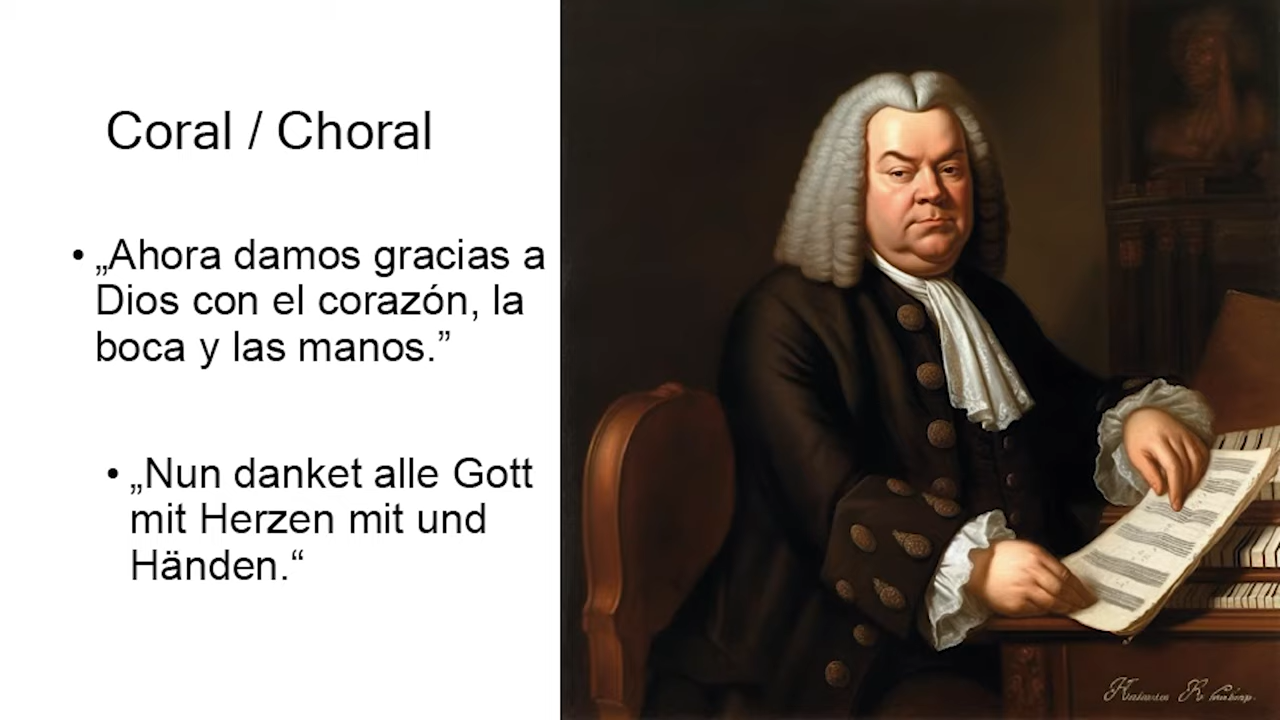 Coral / Choral
• „Ahora damos gracias a
Dios con el corazón, la
boca y las manos.”
• „Nun danket alle Gott
mit Herzen mit und
Händen.“